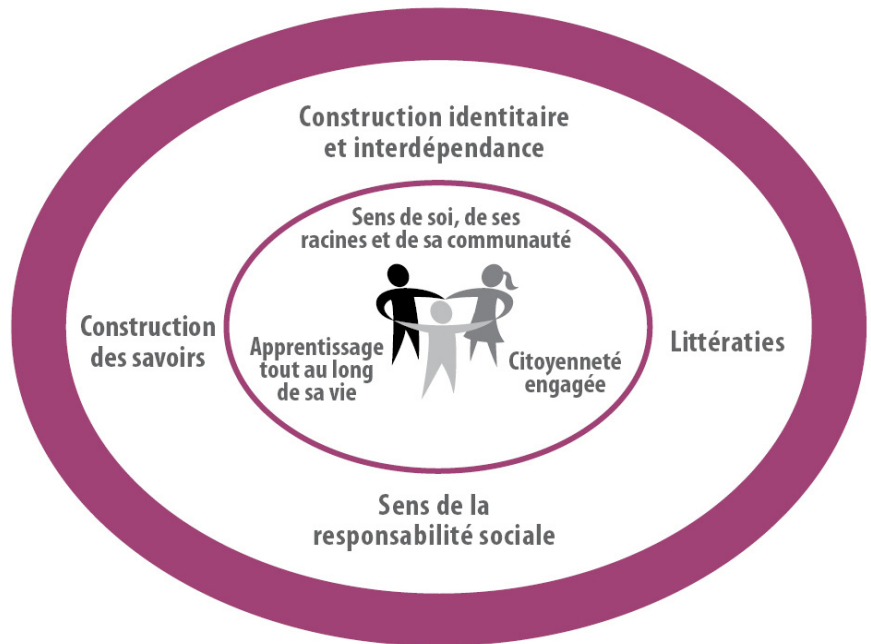 Construction identitaire
et interdépendance
Sens de soi, de ses
racines et de sa communauté
Construction
des savoirs
Apprentissage
tout au long
de sa vie
Citoyenneté
engagée
Littératies
Sens de la
responsabilité sociale